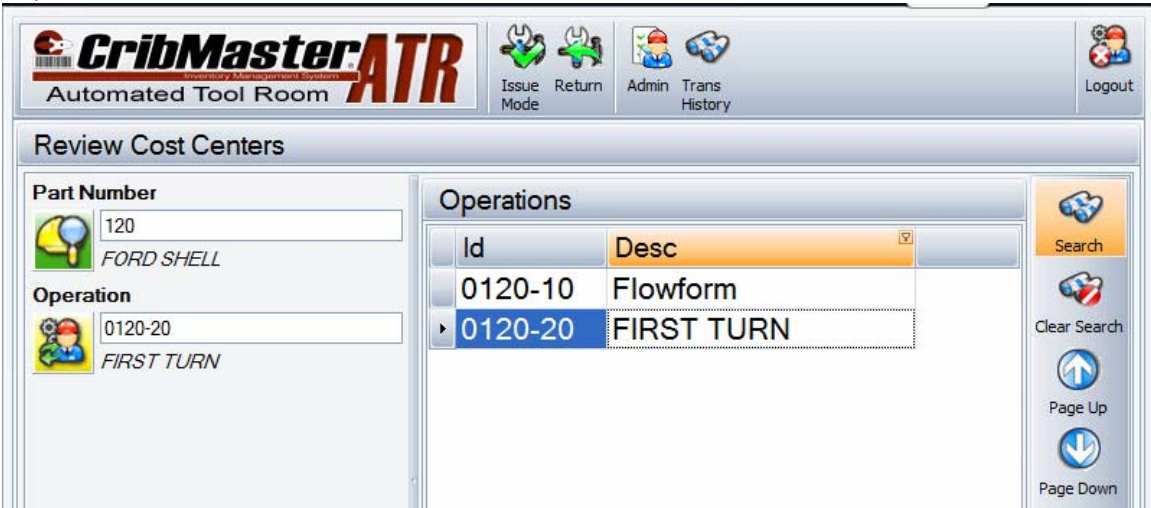 CribMaster ATR
Inventory Management System
Automated Tool Room
Issue Mode
Return
Admin
Trans History
Logout
Review Cost Centers
Part Number
120
FORD SHELL
Operation
0120-20
FIRST TURN
Operations
Id Desc
0120-10 Flowform
0120-20 FIRST TURN
Search
Clear Search
Page Up
Page Down